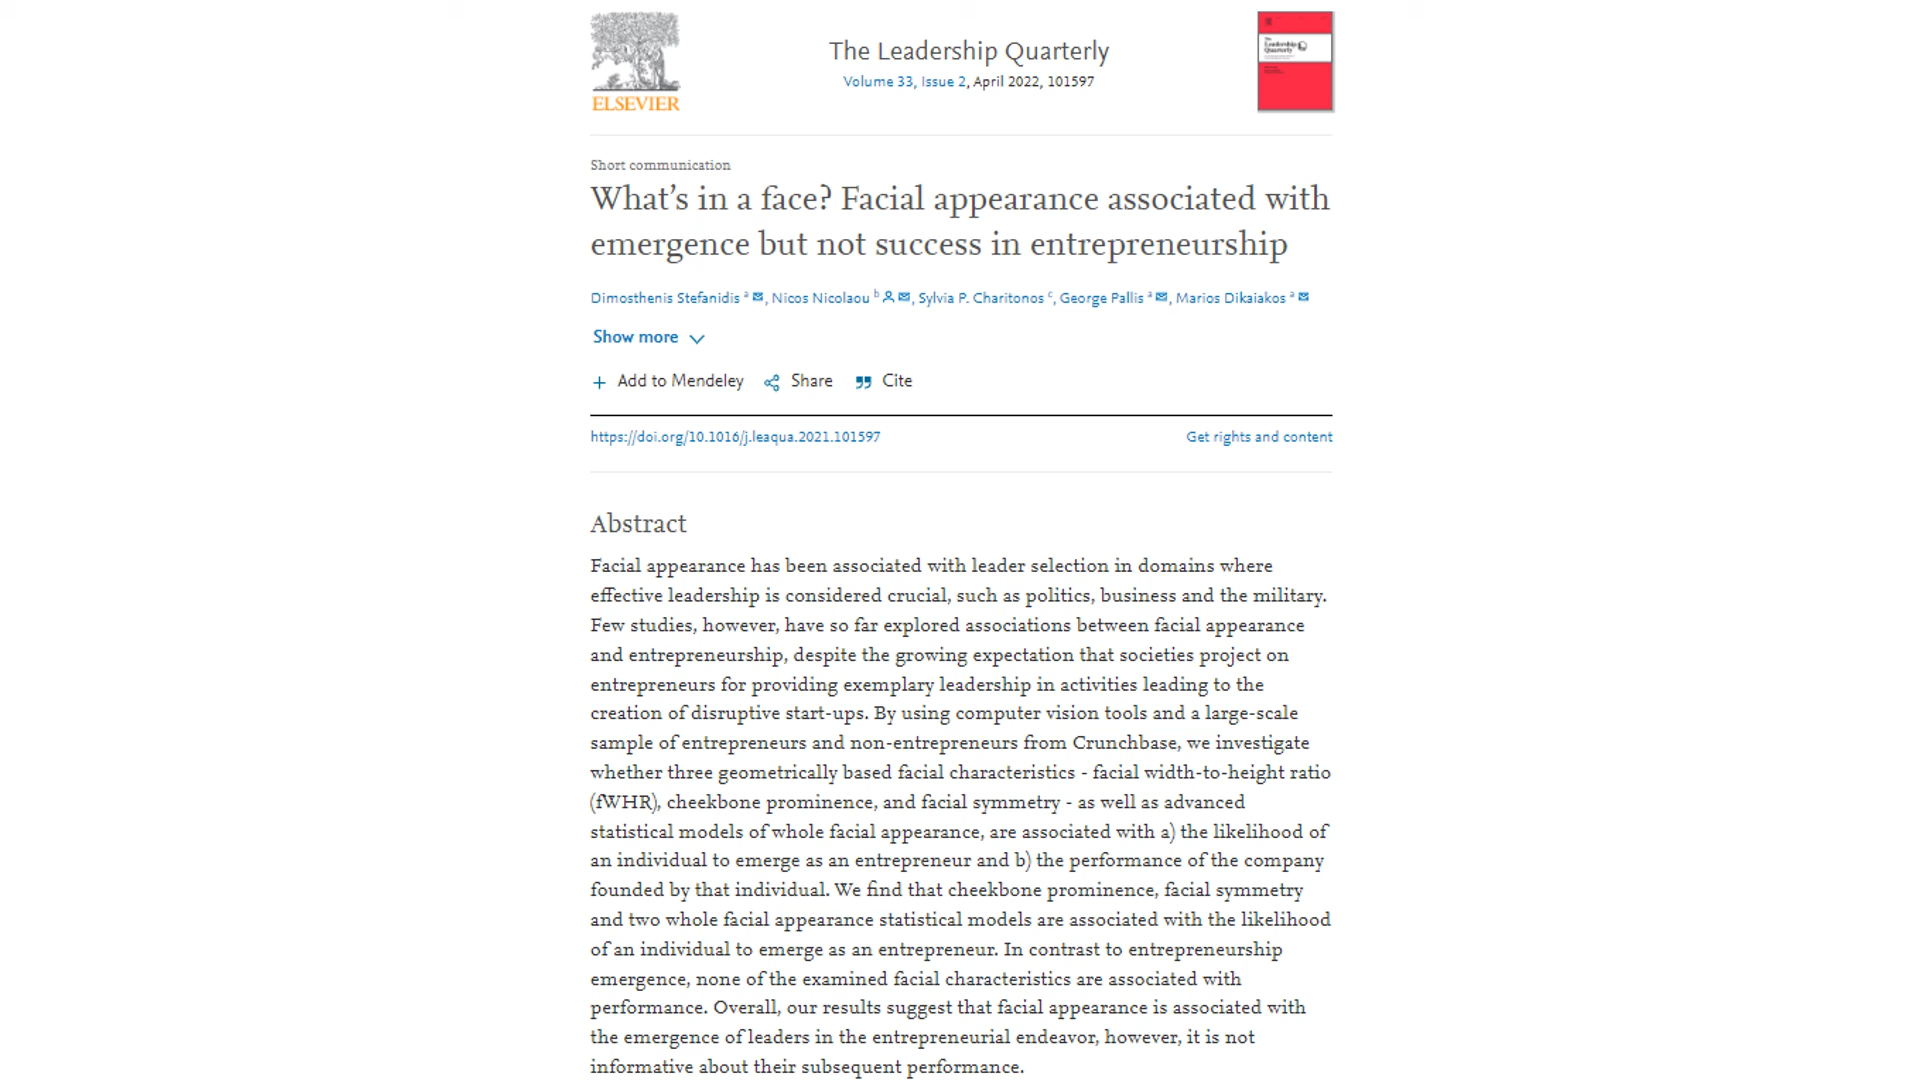 ELSEVIER
The Leadership Quarterly
Volume 33, Issue 2, April 2022, 101597
The
Leadership
Quarterly
Short communication
What's in a face? Facial appearance associated with
emergence but not success in entrepreneurship
Dimosthenis Stefanidis a, Nicos Nicolaou b, Sylvia P. Charitonos c, George Pallis a, Marios Dikaiakos a
Show more
Add to Mendeley Share Cite
https://doi.org/10.1016/j.leaqua.2021.101597 Get rights and content
Abstract
Facial appearance has been associated with leader selection in domains where
effective leadership is considered crucial, such as politics, business and the military.
Few studies, however, have so far explored associations between facial appearance
and entrepreneurship, despite the growing expectation that societies project on
entrepreneurs for providing exemplary leadership in activities leading to the
creation of disruptive start-ups. By using computer vision tools and a large-scale
sample of entrepreneurs and non-entrepreneurs from Crunchbase, we investigate
whether three geometrically based facial characteristics - facial width-to-height ratio
(fWHR), cheekbone prominence, and facial symmetry - as well as advanced
statistical models of whole facial appearance, are associated with a) the likelihood of
an individual to emerge as an entrepreneur and b) the performance of the company
founded by that individual. We find that cheekbone prominence, facial symmetry
and two whole facial appearance statistical models are associated with the likelihood
of an individual to emerge as an entrepreneur. In contrast to entrepreneurship
emergence, none of the examined facial characteristics are associated with
performance. Overall, our results suggest that facial appearance is associated with
the emergence of leaders in the entrepreneurial endeavor, however, it is not
informative about their subsequent performance.